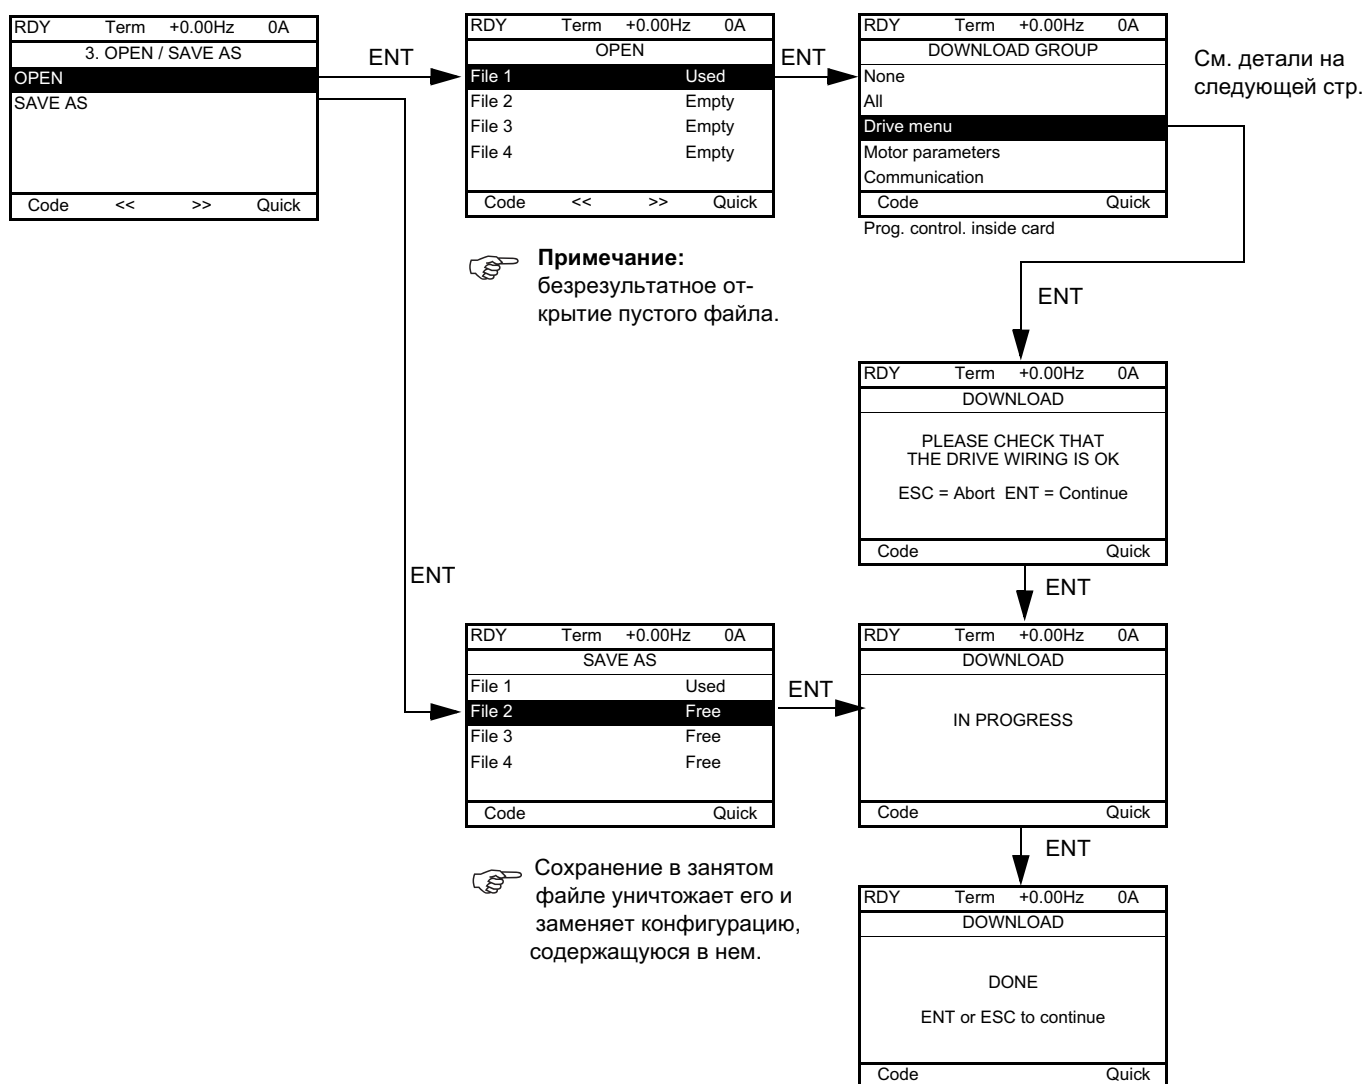 RDY Term +0.00Hz 0A
3. OPEN / SAVE AS
OPEN
SAVE AS
Code << >> Quick
ENT
RDY Term +0.00Hz 0A
OPEN
File 1 Used
File 2 Empty
File 3 Empty
File 4 Empty
Code << >> Quick
Примечание:
безрезультатное от-
крытие пустого файла.
ENT
RDY Term +0.00Hz 0A
DOWNLOAD GROUP
None
All
Drive menu
Motor parameters
Communication
Code Quick
Prog. control. inside card
См. детали на
следующей стр.
ENT
RDY Term +0.00Hz 0A
DOWNLOAD
PLEASE CHECK THAT
THE DRIVE WIRING IS OK
ESC = Abort ENT = Continue
Code Quick
ENT
ENT
RDY Term +0.00Hz 0A
SAVE AS
File 1 Used
File 2 Free
File 3 Free
File 4 Free
Code Quick
Сохранение в занятом
файле уничтожает его и
заменяет конфигурацию,
содержащуюся в нем.
ENT
RDY Term +0.00Hz 0A
DOWNLOAD
IN PROGRESS
Code Quick
ENT
RDY Term +0.00Hz 0A
DOWNLOAD
DONE
ENT or ESC to continue
Code Quick